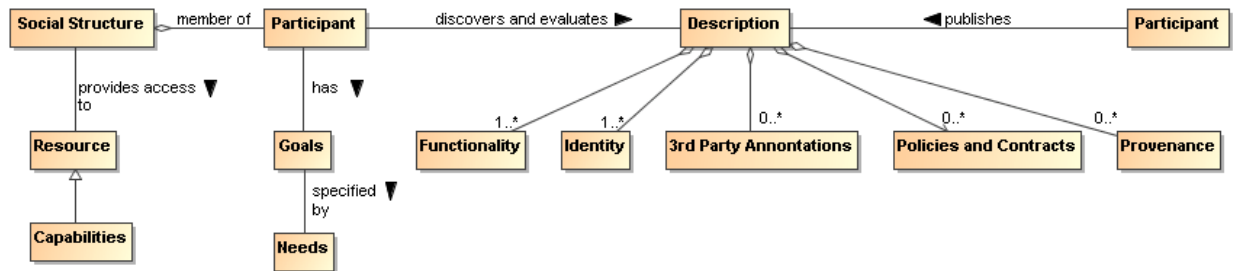 Social Structure
member of
Participant
discovers and evaluates
Description
publishes
Participant
provides access
to
has
1..*
1..*
0..*
0..*
0..*
Resource
Goals
Functionality
Identity
3rd Party Annontations
Policies and Contracts
Provenance
specified
by
Capabilities
Needs